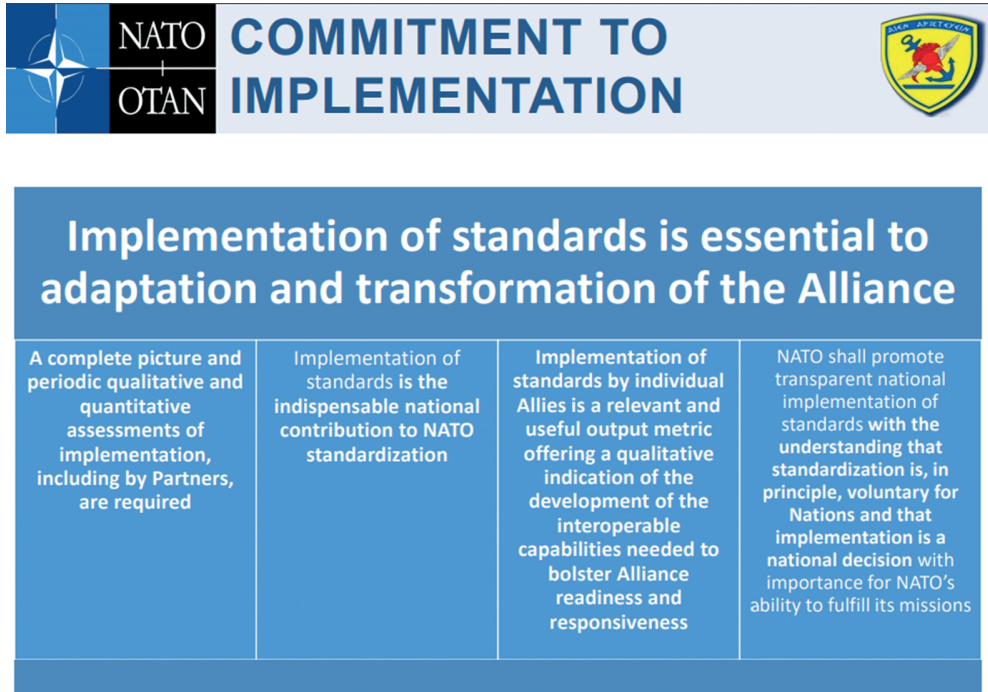 NATO
OTAN
COMMITMENT TO
IMPLEMENTATION
ΑΙΕΝ ΑΡΙΣΤΕΥΕΙΝ
Implementation of standards is essential to
adaptation and transformation of the Alliance
A complete picture and
periodic qualitative and
quantitative
assessments of
implementation,
including by Partners,
are required
Implementation of
standards is the
indispensable national
contribution to NATO
standardization
Implementation of
standards by individual
Allies is a relevant and
useful output metric
offering a qualitative
indication of the
development of the
interoperable
capabilities needed to
bolster Alliance
readiness and
responsiveness
NATO shall promote
transparent national
implementation of
standards with the
understanding that
standardization is, in
principle, voluntary for
Nations and that
implementation is a
national decision with
importance for NATO’s
ability to fulfill its missions